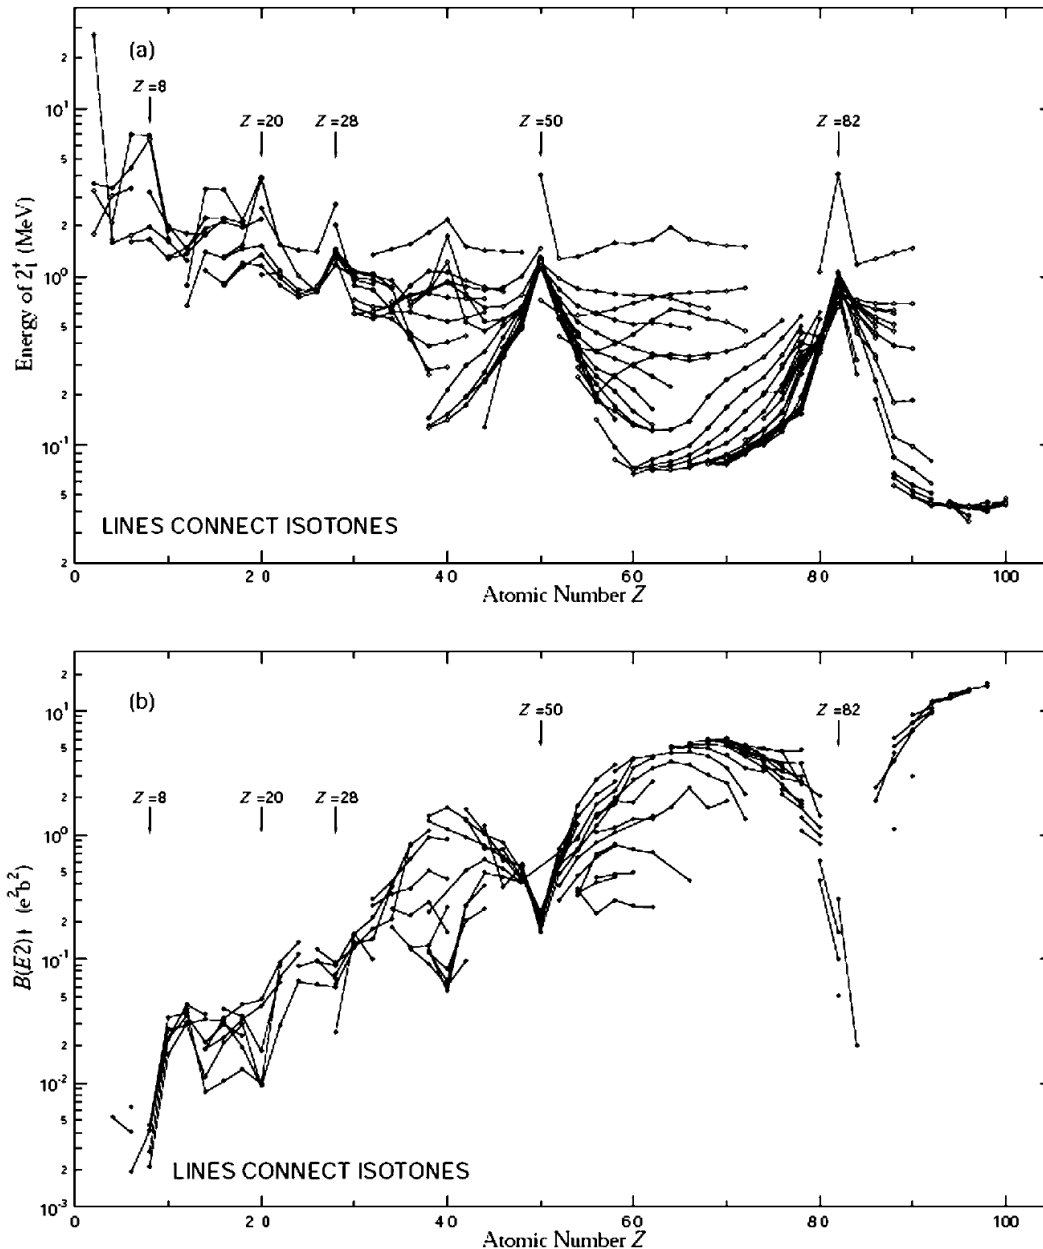 (a)
Z =8
Z =20
Z =28
Z =50
Z =82
2
10¹
5
2
10⁰
5
2
10⁻¹
5
2
Energy of 2₁⁺ (MeV)
LINES CONNECT ISOTONES
0 20 40 60 80 100
Atomic Number Z
(b)
Z =50
Z =82
Z =8
Z =20
Z =28
2
10¹
5
2
10⁰
5
2
10⁻¹
5
2
10⁻²
5
2
10⁻³
B(E2)↑ (e²b²)
LINES CONNECT ISOTONES
0 20 40 60 80 100
Atomic Number Z